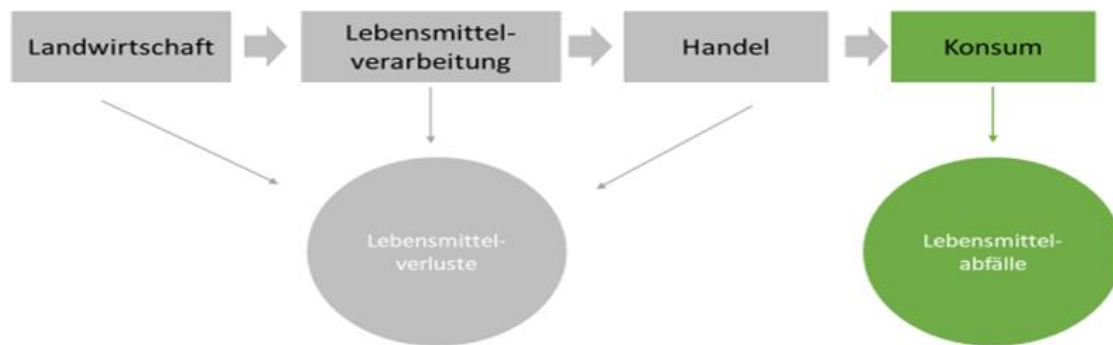 Landwirtschaft
Lebensmittel-
verarbeitung
Handel
Konsum
Lebensmittel-
verluste
Lebensmittel-
abfälle